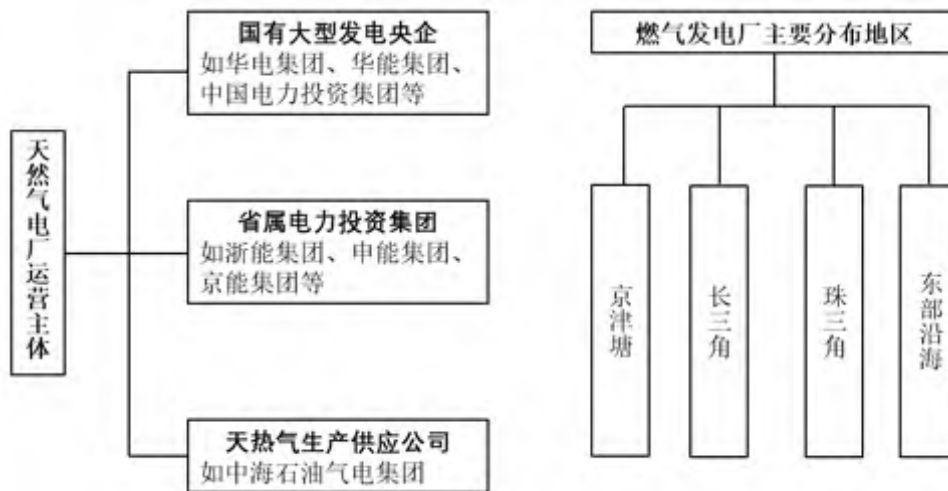 天然气电厂运营主体
国有大型发电央企
如华电集团、华能集团、
中国电力投资集团等
省属电力投资集团
如浙能集团、申能集团、
京能集团等
天热气生产供应公司
如中海石油气电集团
燃气发电厂主要分布地区
京津塘
长三角
珠三角
东部沿海